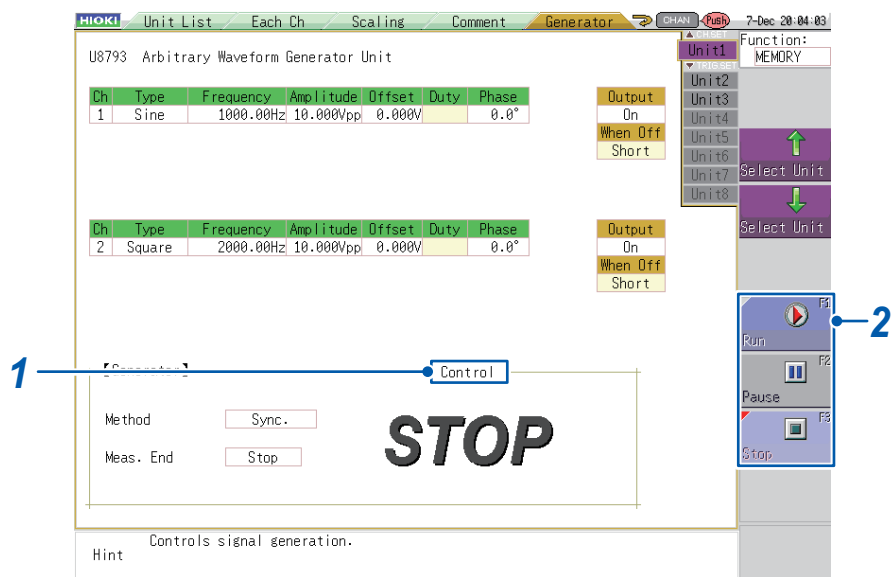 HIOKI Unit List Each Ch Scaling Comment Generator CHAN Push 7-Dec 20:04:03
U8793 Arbitrary Waveform Generator Unit
Ch Type Frequency Amplitude Offset Duty Phase
1 Sine 1000.00Hz 10.000Vpp 0.000V 0.0°
Output
On
When Off
Short
Ch Type Frequency Amplitude Offset Duty Phase
2 Square 2000.00Hz 10.000Vpp 0.000V 0.0°
Output
On
When Off
Short
1
[Generator]
Control
Method Sync.
Meas. End Stop
STOP
▲ CH.SET
Unit1
▼ TRIG.SET
Unit2
Unit3
Unit4
Unit5
Unit6
Unit7
Unit8
Function:
MEMORY
Select Unit
Select Unit
F1
Run
F2
Pause
F3
Stop
2
Controls signal generation.
Hint